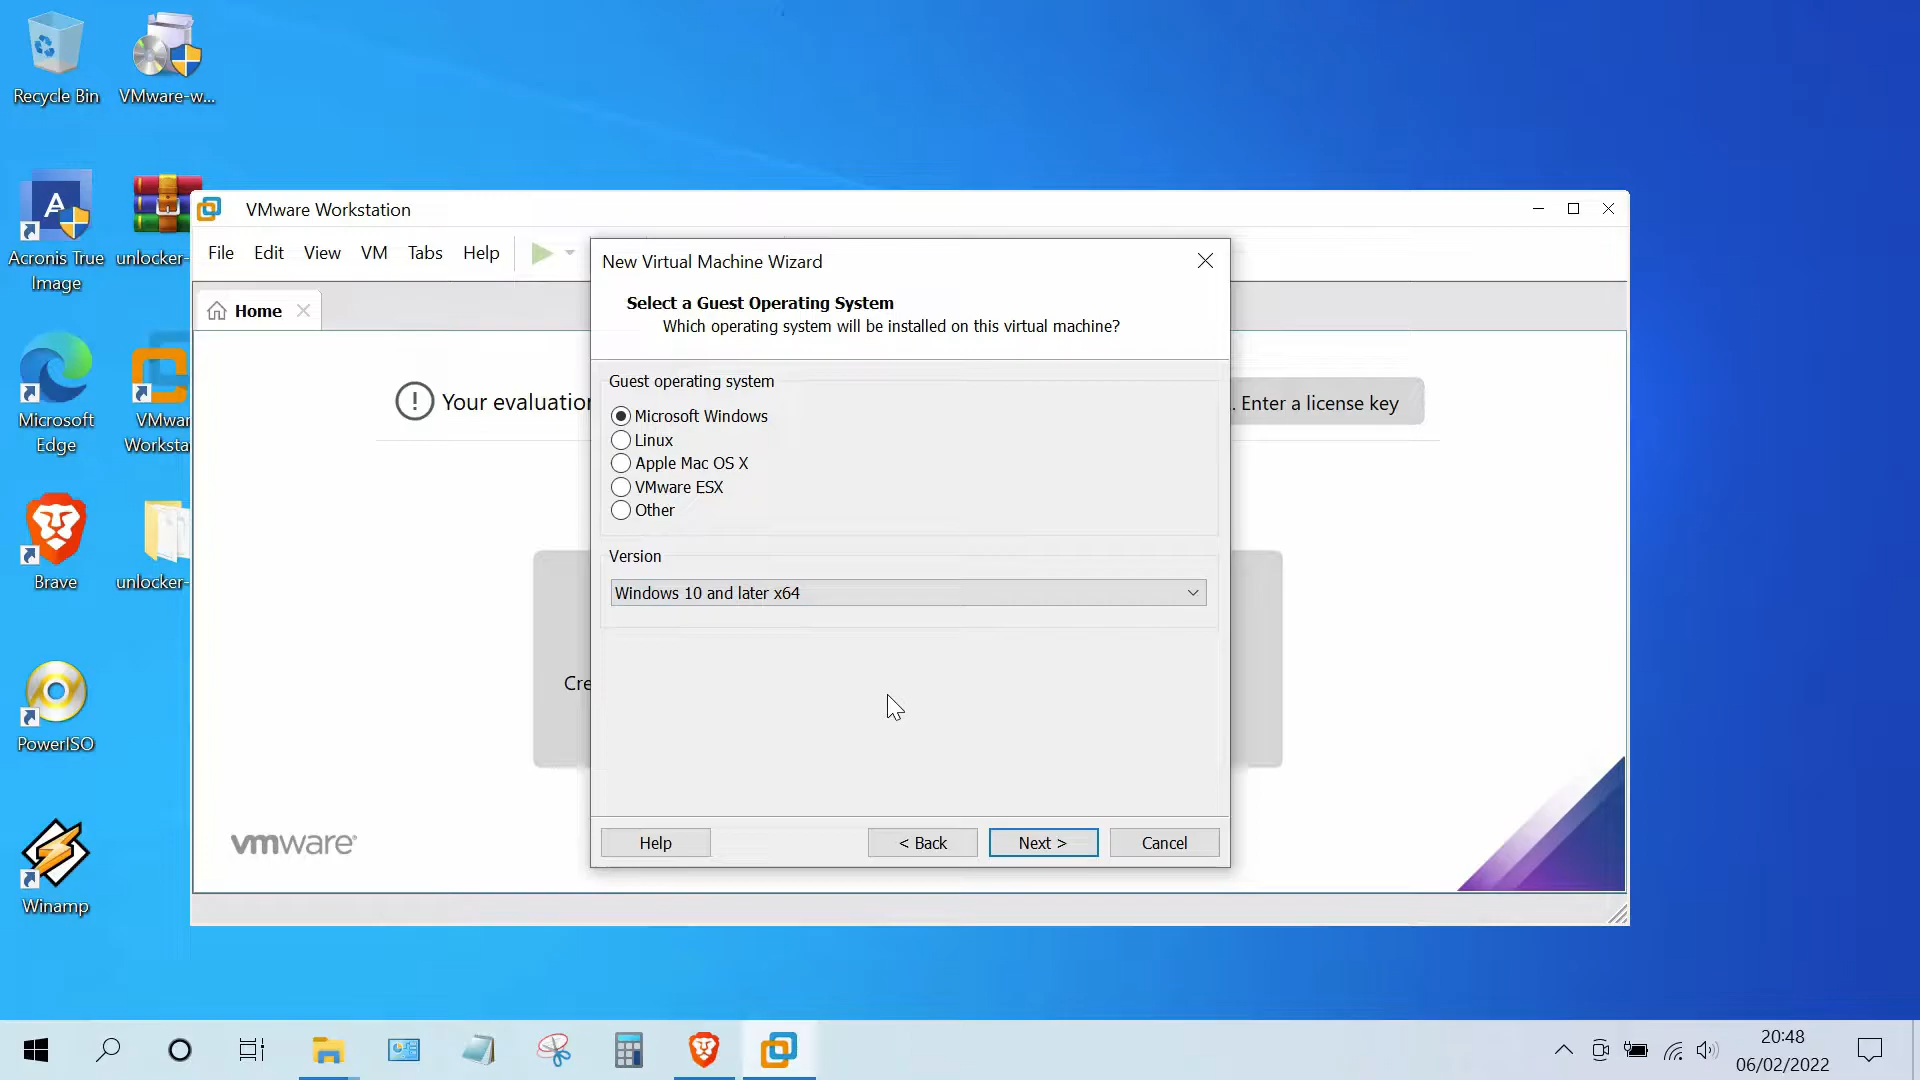 Recycle Bin
VMware-w...
Acronis True
Image
unlocker-
Microsoft
Edge
VMwar
Worksta
Brave
unlocker-
PowerISO
Winamp
VMware Workstation
File Edit View VM Tabs Help
Home
Your evaluation
. Enter a license key
Cre
vmware®
New Virtual Machine Wizard
Select a Guest Operating System
Which operating system will be installed on this virtual machine?
Guest operating system
Microsoft Windows
Linux
Apple Mac OS X
VMware ESX
Other
Version
Windows 10 and later x64
Help
< Back
Next >
Cancel
20:48
06/02/2022